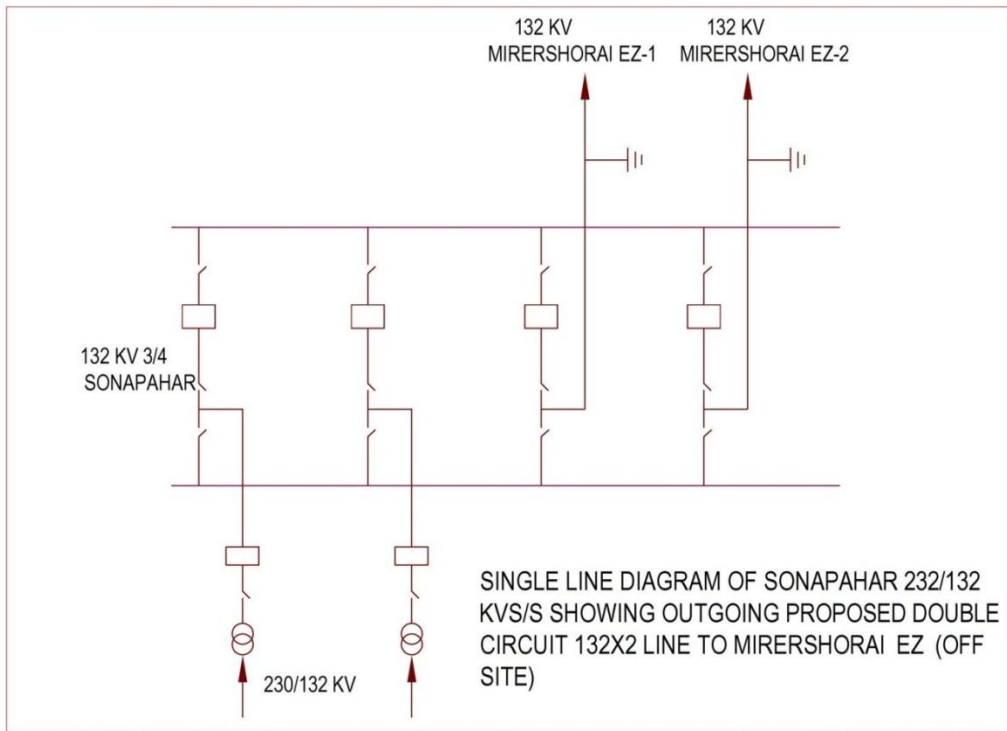 132 KV
MIRERSHORAI EZ-1
132 KV
MIRERSHORAI EZ-2
132 KV 3/4
SONAPAHAR
230/132 KV
SINGLE LINE DIAGRAM OF SONAPAHAR 232/132
KVS/S SHOWING OUTGOING PROPOSED DOUBLE
CIRCUIT 132X2 LINE TO MIRERSHORAI EZ (OFF
SITE)